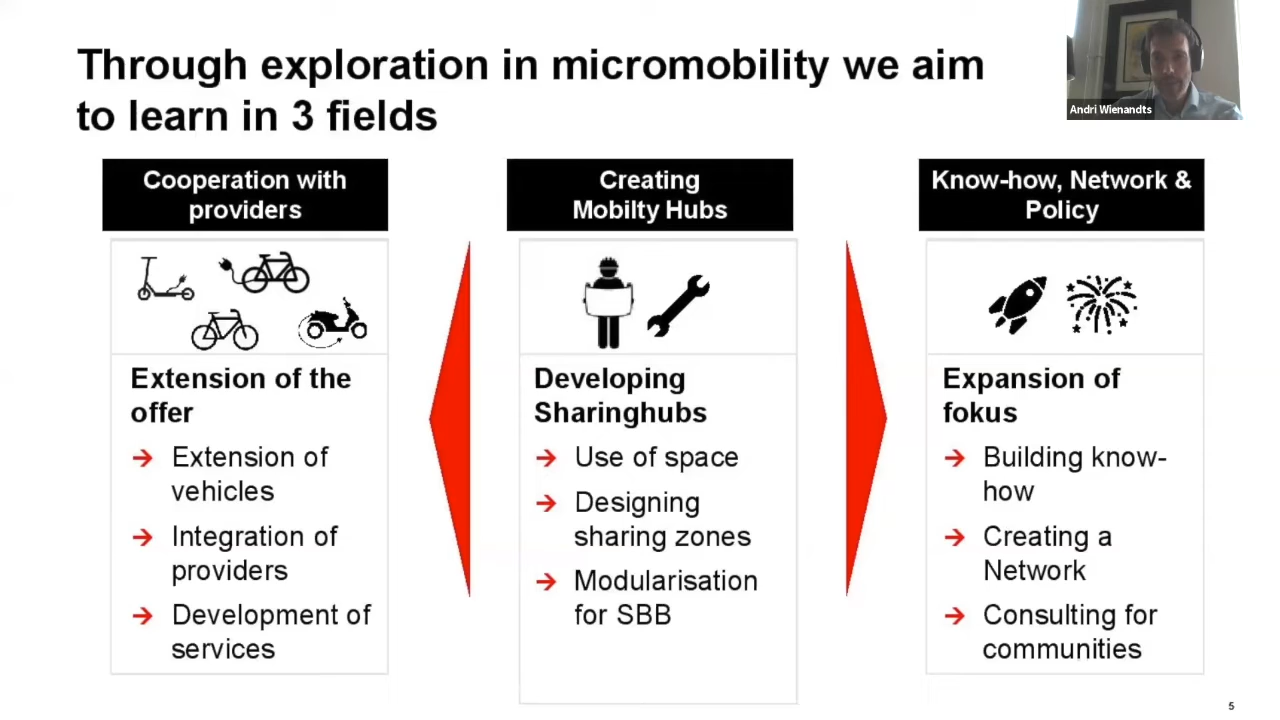 Through exploration in micromobility we aim
to learn in 3 fields
Andri Wienandts
Cooperation with
providers
Extension of the
offer
Extension of
vehicles
Integration of
providers
Development of
services
Creating
Mobilty Hubs
Developing
Sharinghubs
Use of space
Designing
sharing zones
Modularisation
for SBB
Know-how, Network &
Policy
Expansion of
fokus
Building know-
how
Creating a
Network
Consulting for
communities
5